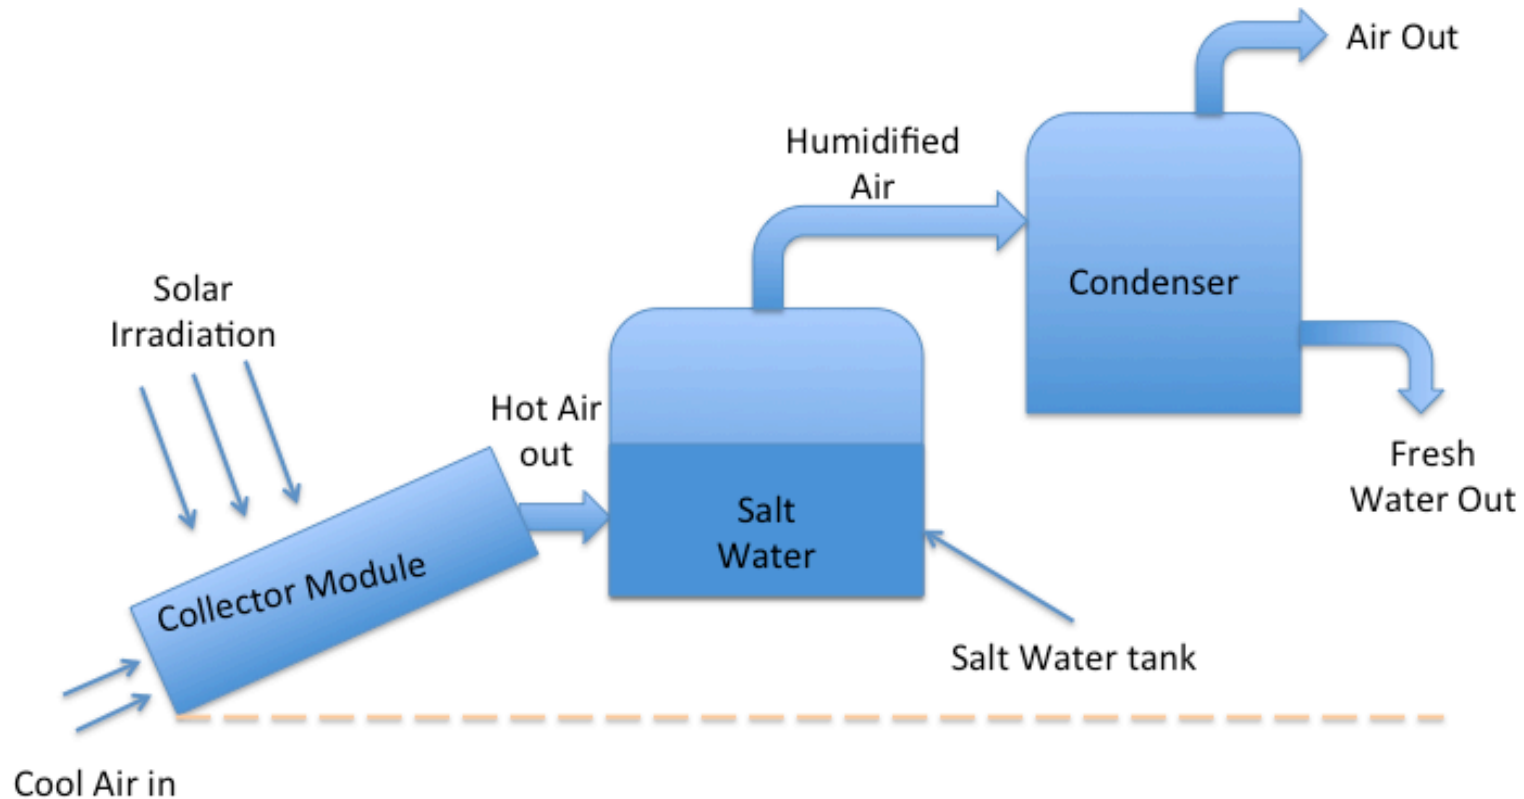 Air Out
Humidified
Air
Condenser
Solar
Irradiation
Hot Air
out
Fresh
Water Out
Salt
Water
Collector Module
Salt Water tank
Cool Air in